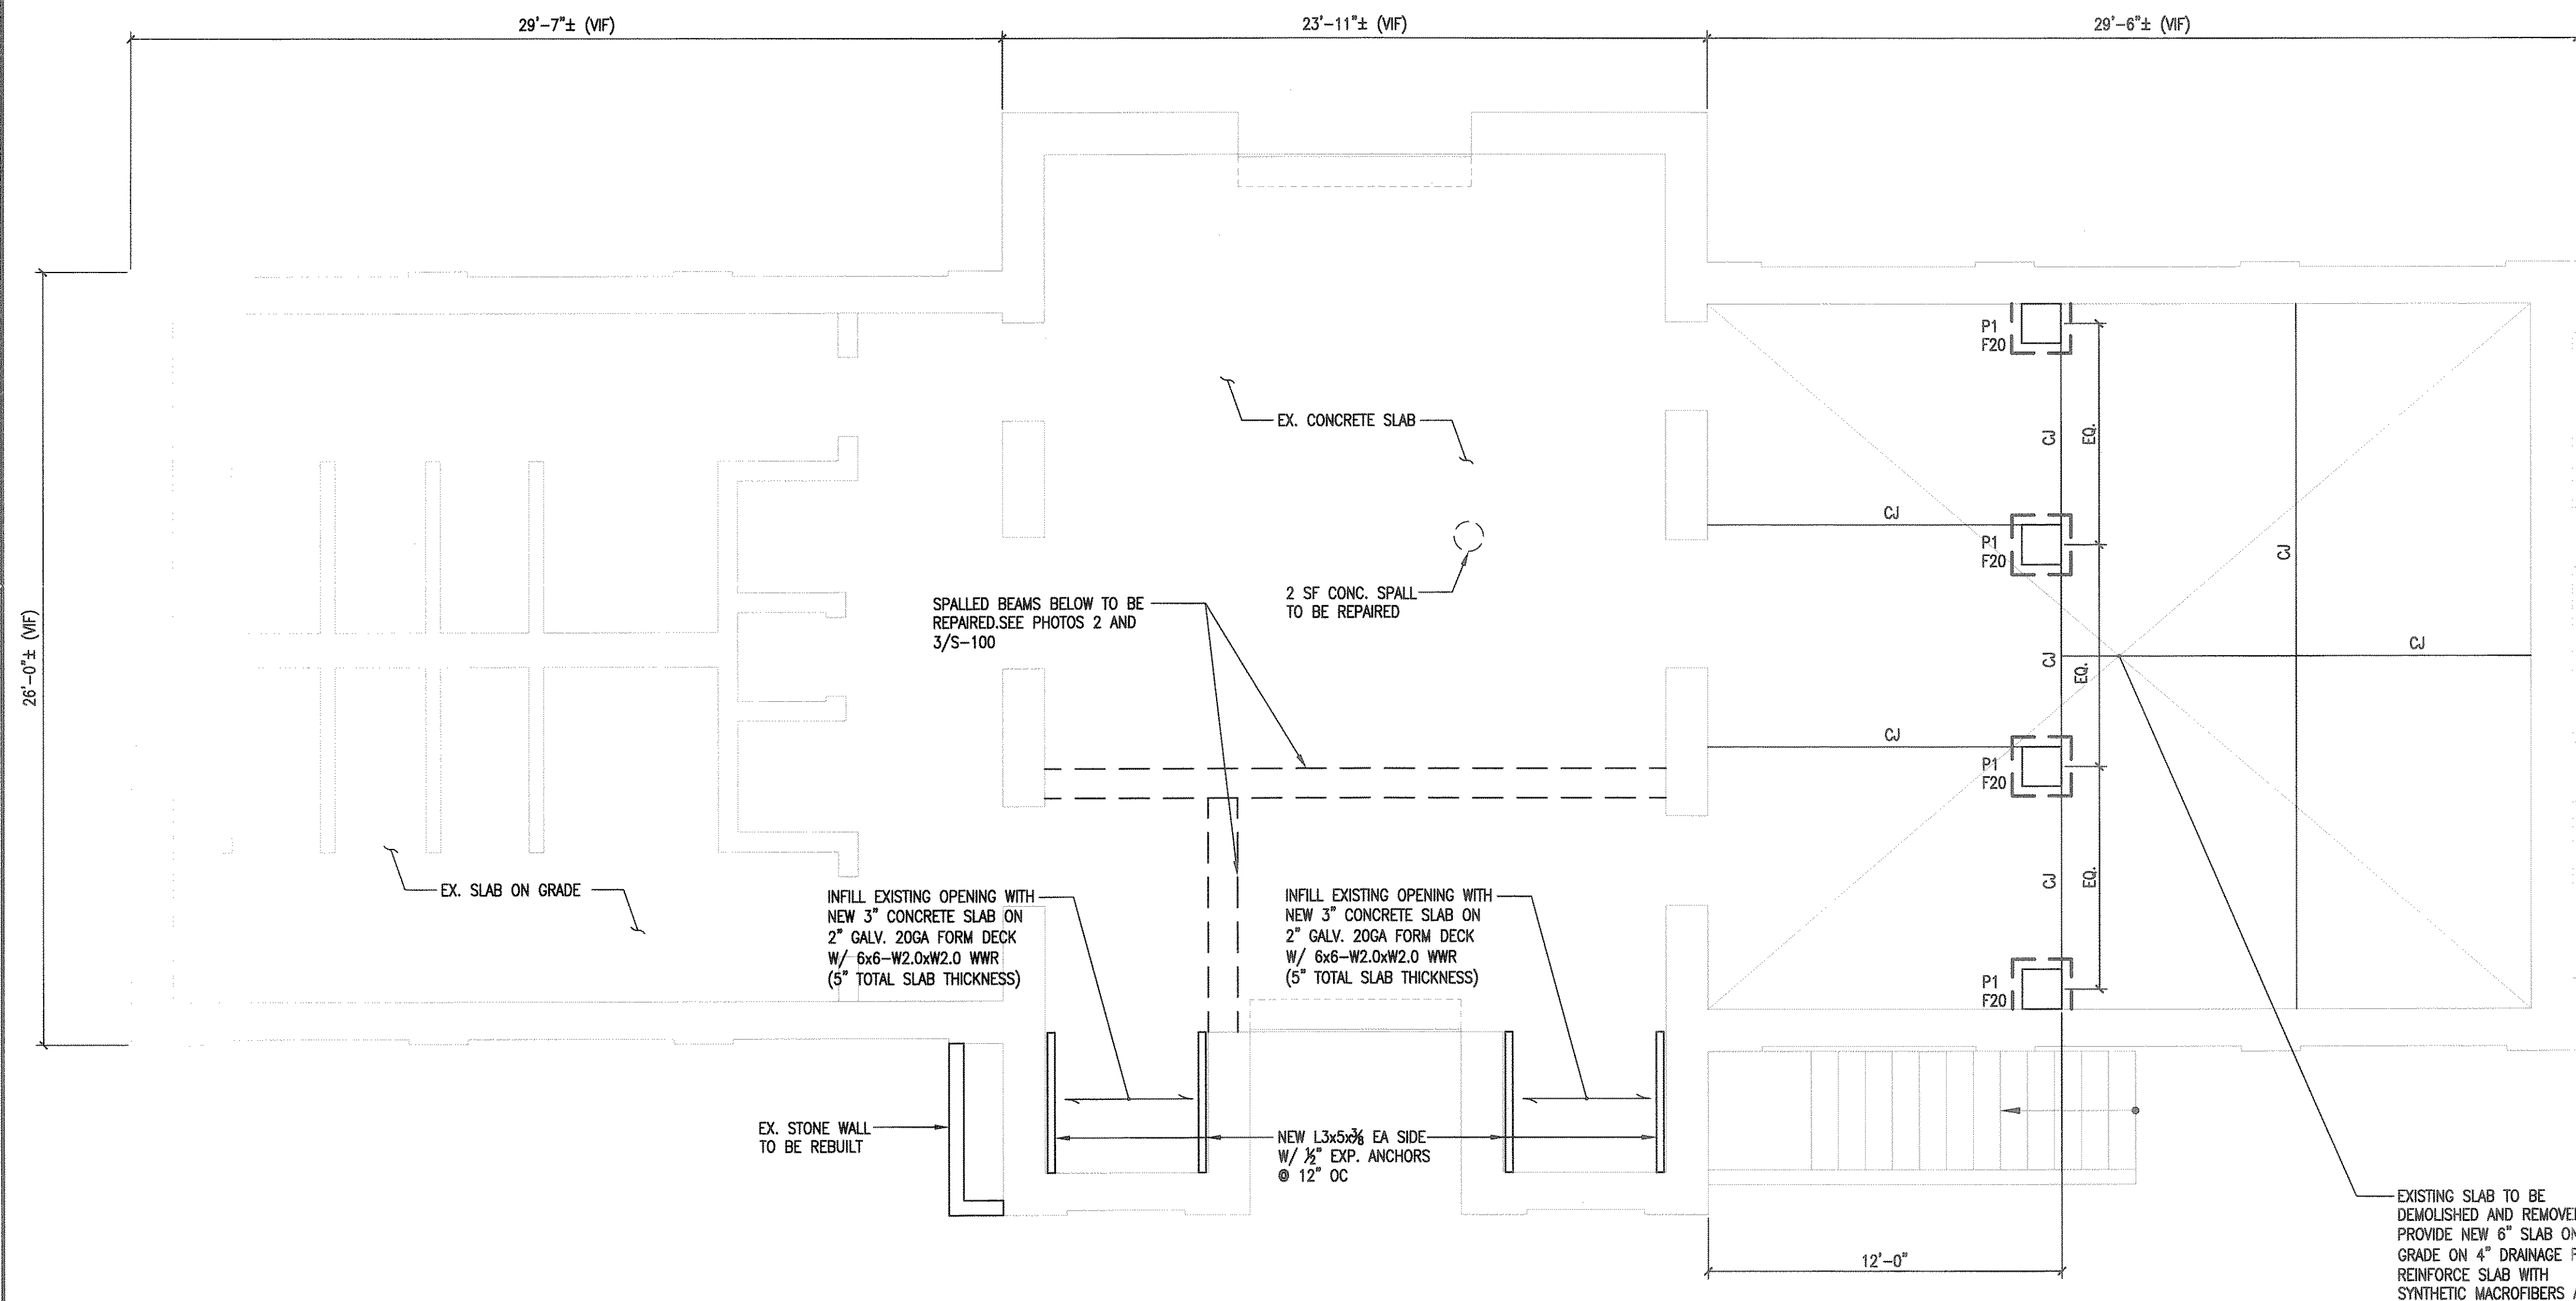 29'-7"± (VIF)
23'-11"± (VIF)
29'-6"± (VIF)
26'-0"± (VIF)
EX. CONCRETE SLAB
2 SF CONC. SPALL
TO BE REPAIRED
SPALLED BEAMS BELOW TO BE
REPAIRED.SEE PHOTOS 2 AND
3/S-100
EX. SLAB ON GRADE
INFILL EXISTING OPENING WITH
NEW 3" CONCRETE SLAB ON
2" GALV. 20GA FORM DECK
W/ 6x6-W2.0xW2.0 WWR
(5" TOTAL SLAB THICKNESS)
INFILL EXISTING OPENING WITH
NEW 3" CONCRETE SLAB ON
2" GALV. 20GA FORM DECK
W/ 6x6-W2.0xW2.0 WWR
(5" TOTAL SLAB THICKNESS)
EX. STONE WALL
TO BE REBUILT
NEW L3x5x⅜ EA SIDE
W/ ½" EXP. ANCHORS
@ 12" OC
P1
F20
CJ
EQ.
CJ
P1
F20
CJ
CJ
EQ.
CJ
CJ
P1
F20
CJ
EQ.
P1
F20
12'-0"
EXISTING SLAB TO BE
DEMOLISHED AND
PROVIDE NEW 6" SLAB
GRADE ON 4" DRAINAGE
REINFORCE SLAB WITH
SYNTHETIC MACROFIBERS